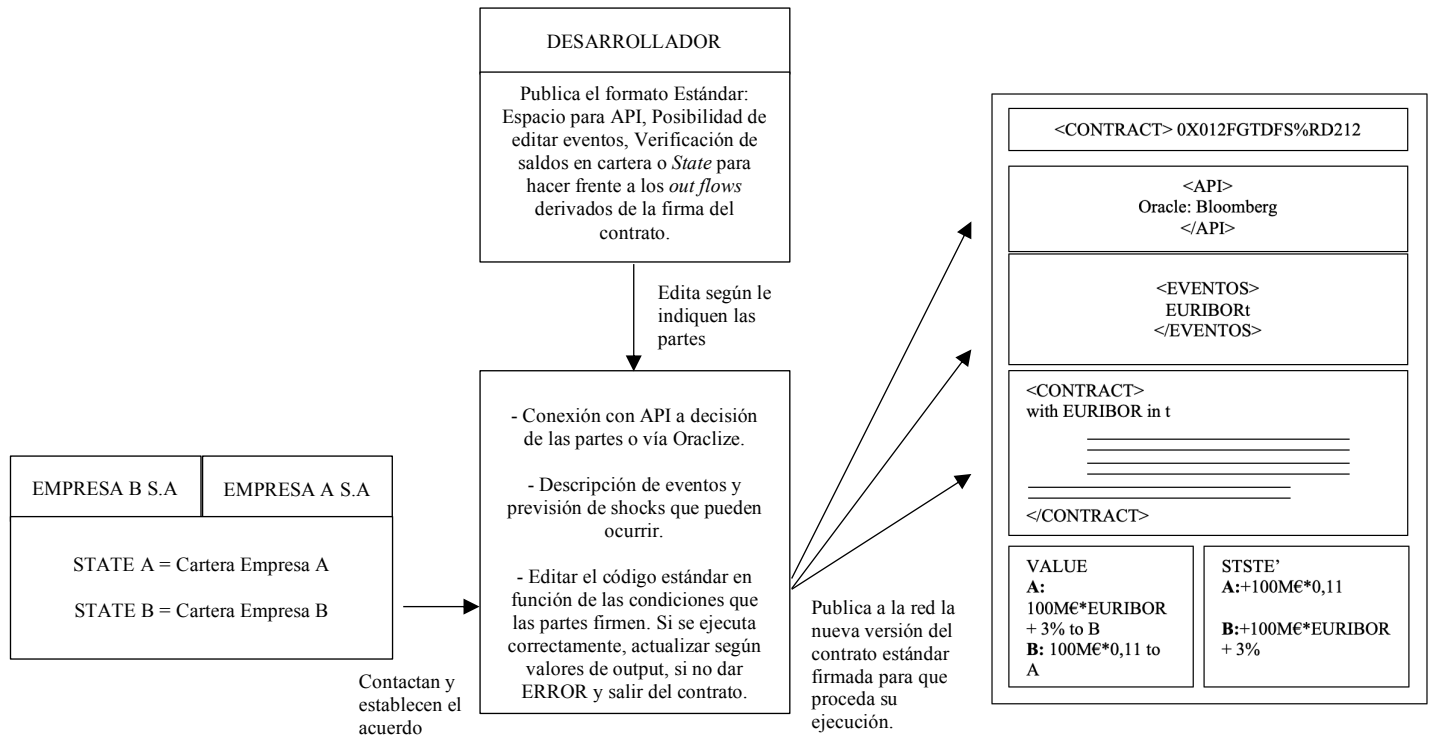 DESARROLLADOR
Publica el formato Estándar:
Espacio para API, Posibilidad de
editar eventos, Verificación de
saldos en cartera o State para
hacer frente a los out flows
derivados de la firma del
contrato.
Edita según le
indiquen las
partes
EMPRESA B S.A
EMPRESA A S.A
STATE A = Cartera Empresa A
STATE B = Cartera Empresa B
Contactan y
establecen el
acuerdo
- Conexión con API a decisión
de las partes o vía Oraclize.
- Descripción de eventos y
previsión de shocks que pueden
ocurrir.
- Editar el código estándar en
función de las condiciones que
las partes firmen. Si se ejecuta
correctamente, actualizar según
valores de output, si no dar
ERROR y salir del contrato.
Publica a la red la
nueva versión del
contrato estándar
firmada para que
proceda su
ejecución.
<CONTRACT> 0X012FGTDFS%RD212
<API>
Oracle: Bloomberg
</API>
<EVENTOS>
EURIBORt
</EVENTOS>
<CONTRACT>
with EURIBOR in t
</CONTRACT>
VALUE
A:
100M€*EURIBOR
+ 3% to B
B: 100M€*0,11 to
A
STSTE’
A:+100M€*0,11
B:+100M€*EURIBOR
+ 3%